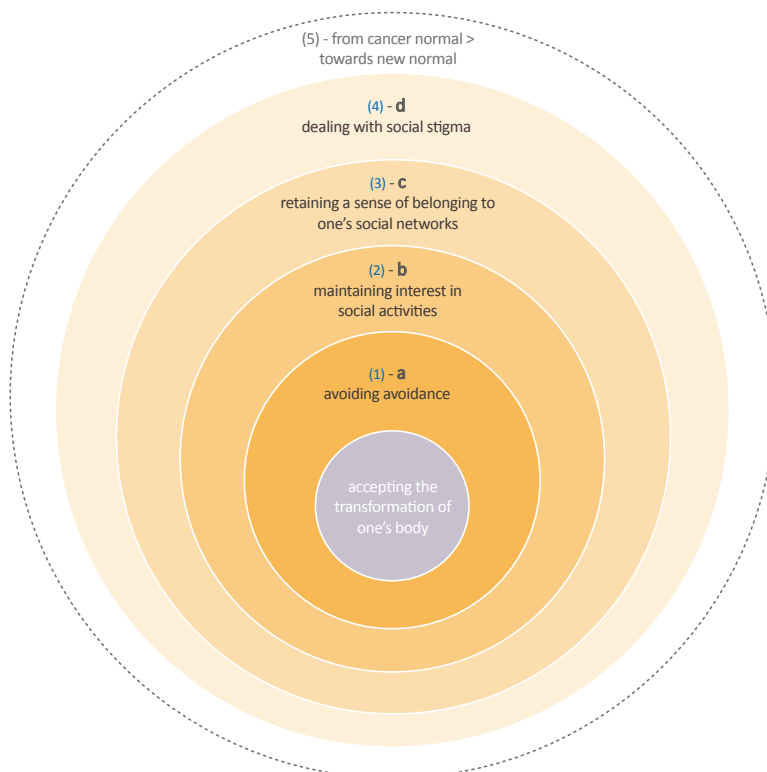 (5) - from cancer normal >
towards new normal
(4) - d
dealing with social stigma
(3) - c
retaining a sense of belonging to
one's social networks
(2) - b
maintaining interest in
social activities
(1) - a
avoiding avoidance
accepting the
transformation of
one's body